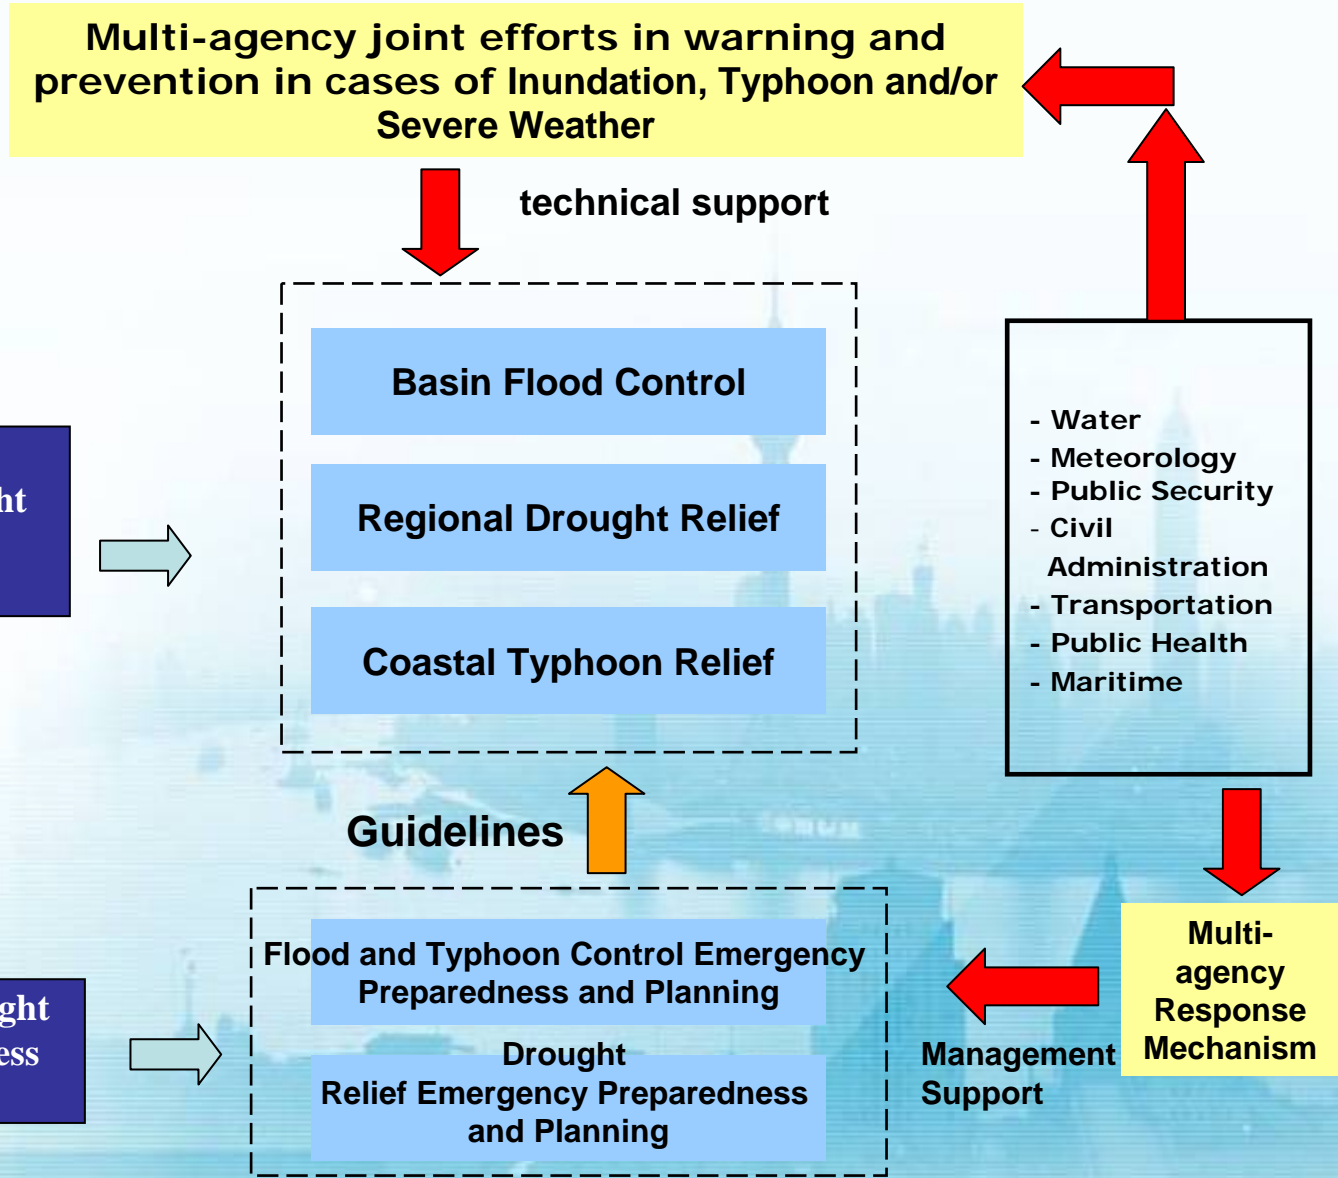 Multi-agency joint efforts in warning and
prevention in cases of Inundation, Typhoon and/or
Severe Weather
technical support
Basin Flood Control
Regional Drought Relief
Coastal Typhoon Relief
- Water
- Meteorology
- Public Security
- Civil
Administration
- Transportation
- Public Health
- Maritime
Guidelines
Flood and Typhoon Control Emergency
Preparedness and Planning
Drought
Relief Emergency Preparedness
and Planning
Management
Support
Multi-
agency
Response
Mechanism